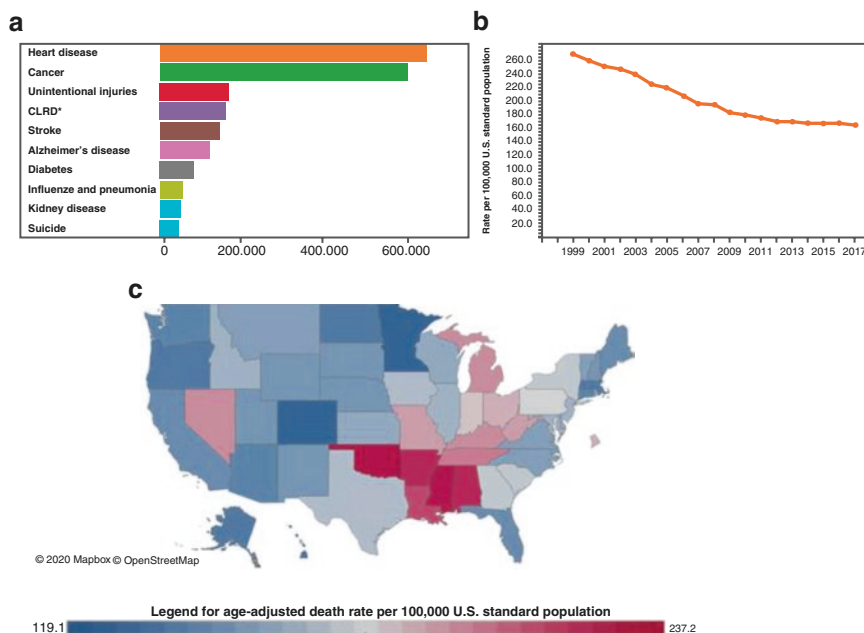 a
Heart disease
Cancer
Unintentional injuries
CLRD*
Stroke
Alzheimer's disease
Diabetes
Influenze and pneumonia
Kidney disease
Suicide
0 200.000 400.000 600.000
b
Rate per 100,000 U.S. standard population
260.0
240.0
220.0
200.0
180.0
160.0
140.0
120.0
100.0
80.0
60.0
40.0
20.0
1999 2001 2003 2005 2007 2009 2011 2013 2015 2017
c
© 2020 Mapbox © OpenStreetMap
Legend for age-adjusted death rate per 100,000 U.S. standard population
119.1 237.2